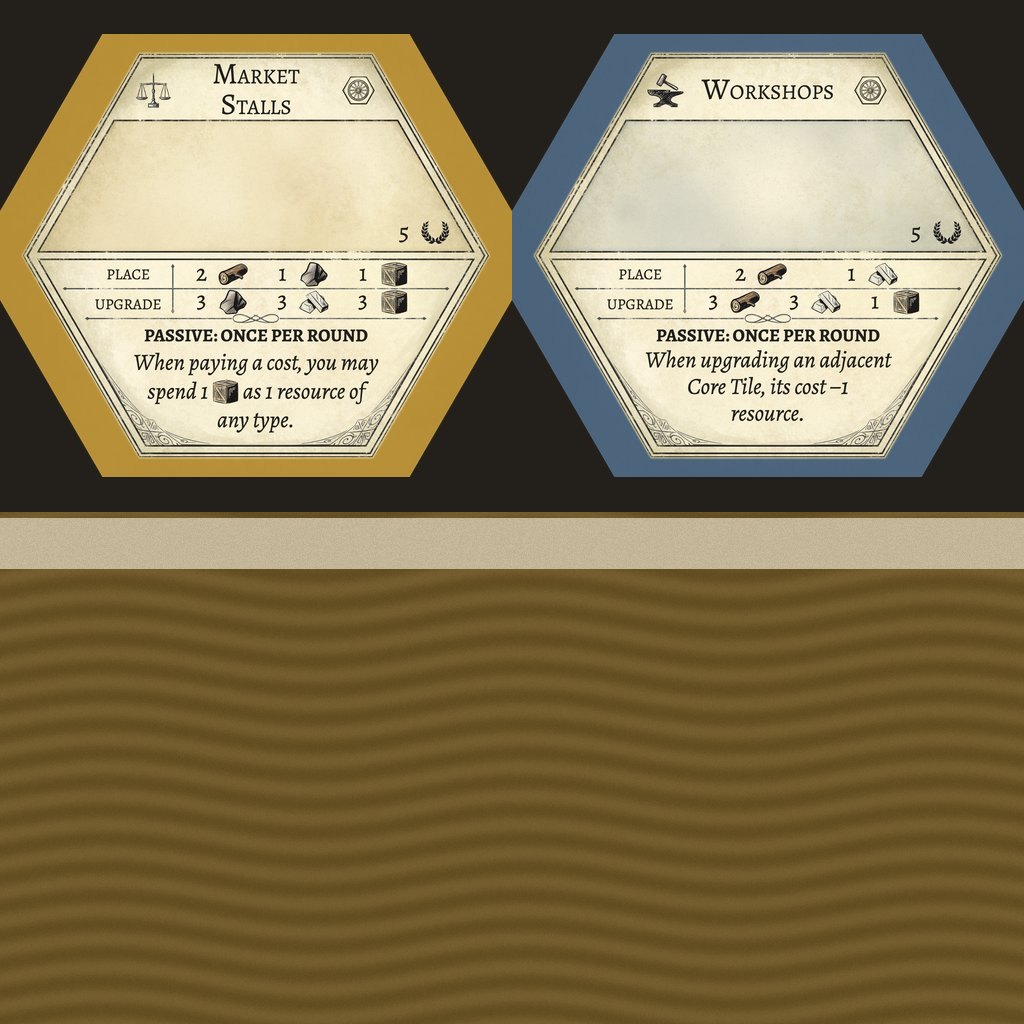 Market
Stalls
5
PLACE 2 1 1
UPGRADE 3 3 3
PASSIVE: ONCE PER ROUND
When paying a cost, you may
spend 1 as 1 resource of
any type.
Workshops
5
PLACE 2 1
UPGRADE 3 3 1
PASSIVE: ONCE PER ROUND
When upgrading an adjacent
Core Tile, its cost –1
resource.